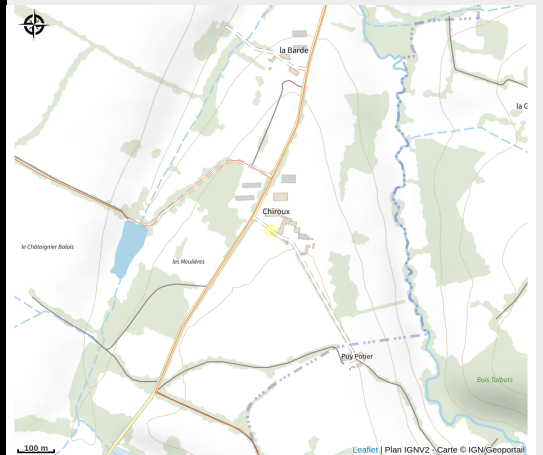 la Barde
la G
Chiroux
le Châtaignier Balais
les Meulières
Puy Potier
Bois Talbots
100 m
Leaflet | Plan IGNV2 - Carte © IGN/Geoportail